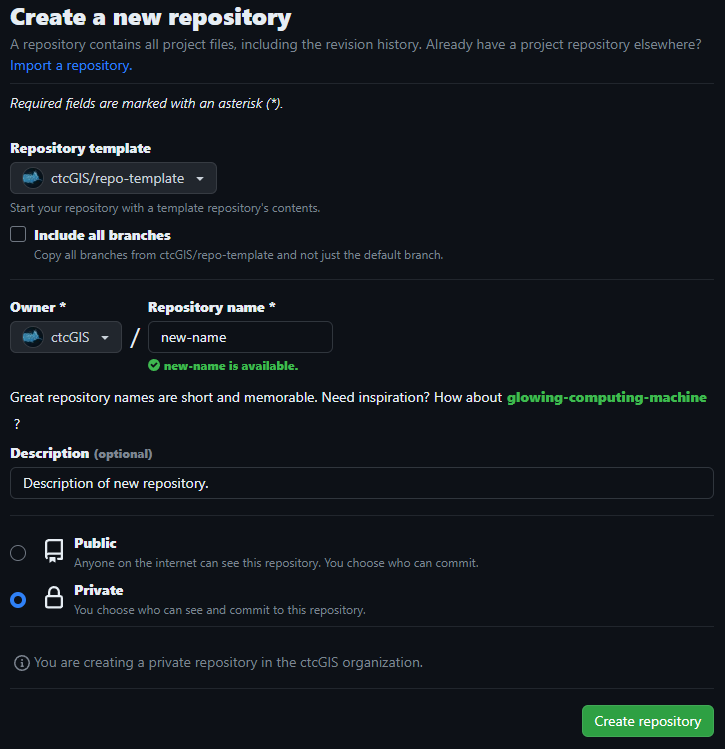 Create a new repository
A repository contains all project files, including the revision history. Already have a project repository elsewhere?
Import a repository.
Required fields are marked with an asterisk (*).
Repository template
ctcGIS/repo-template
Start your repository with a template repository's contents.
Include all branches
Copy all branches from ctcGIS/repo-template and not just the default branch.
Owner * Repository name *
ctcGIS / new-name
new-name is available.
Great repository names are short and memorable. Need inspiration? How about glowing-computing-machine
?
Description (optional)
Description of new repository.
Public
Anyone on the internet can see this repository. You choose who can commit.
Private
You choose who can see and commit to this repository.
You are creating a private repository in the ctcGIS organization.
Create repository